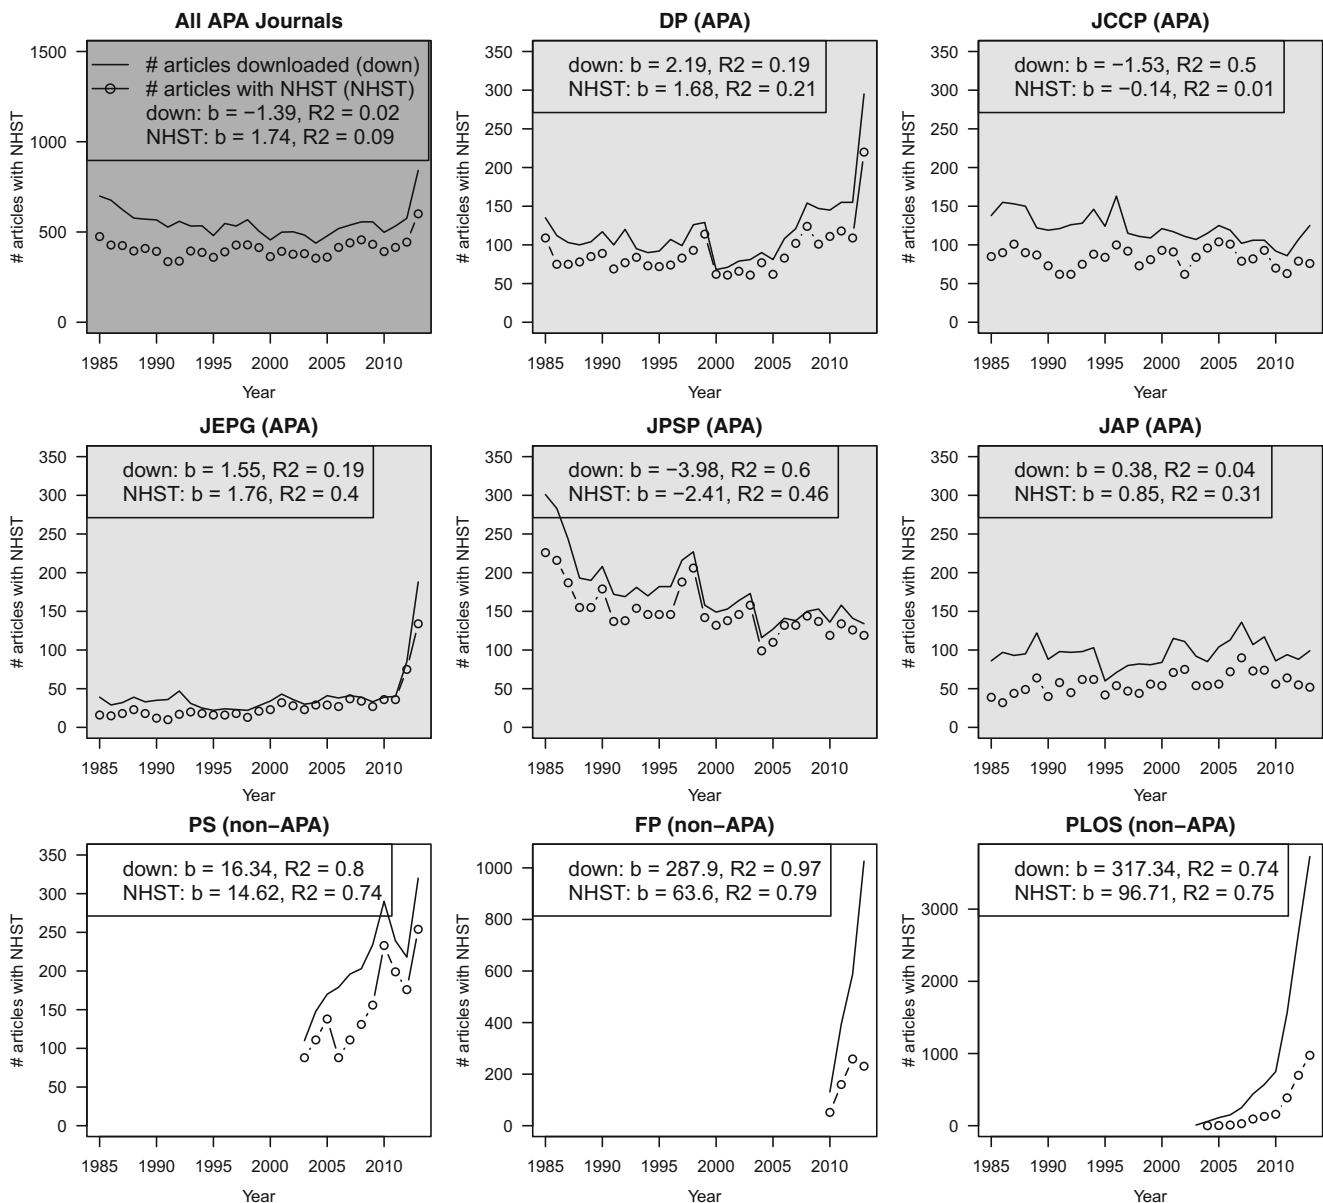 All APA Journals
# articles with NHST
1500
1000
500
0
# articles downloaded (down)
# articles with NHST (NHST)
down: b = −1.39, R2 = 0.02
NHST: b = 1.74, R2 = 0.09
1985 1990 1995 2000 2005 2010
Year
DP (APA)
# articles with NHST
350
300
250
200
150
100
50
0
down: b = 2.19, R2 = 0.19
NHST: b = 1.68, R2 = 0.21
1985 1990 1995 2000 2005 2010
Year
JCCP (APA)
# articles with NHST
350
300
250
200
150
100
50
0
down: b = −1.53, R2 = 0.5
NHST: b = −0.14, R2 = 0.01
1985 1990 1995 2000 2005 2010
Year
JEPG (APA)
# articles with NHST
350
300
250
200
150
100
50
0
down: b = 1.55, R2 = 0.19
NHST: b = 1.76, R2 = 0.4
1985 1990 1995 2000 2005 2010
Year
JPSP (APA)
# articles with NHST
350
300
250
200
150
100
50
0
down: b = −3.98, R2 = 0.6
NHST: b = −2.41, R2 = 0.46
1985 1990 1995 2000 2005 2010
Year
JAP (APA)
# articles with NHST
350
300
250
200
150
100
50
0
down: b = 0.38, R2 = 0.04
NHST: b = 0.85, R2 = 0.31
1985 1990 1995 2000 2005 2010
Year
PS (non−APA)
# articles with NHST
350
300
250
200
150
100
50
0
down: b = 16.34, R2 = 0.8
NHST: b = 14.62, R2 = 0.74
1985 1990 1995 2000 2005 2010
Year
FP (non−APA)
# articles with NHST
1000
800
600
400
200
0
down: b = 287.9, R2 = 0.97
NHST: b = 63.6, R2 = 0.79
1985 1990 1995 2000 2005 2010
Year
PLOS (non−APA)
# articles with NHST
3000
2000
1000
0
down: b = 317.34, R2 = 0.74
NHST: b = 96.71, R2 = 0.75
1985 1990 1995 2000 2005 2010
Year